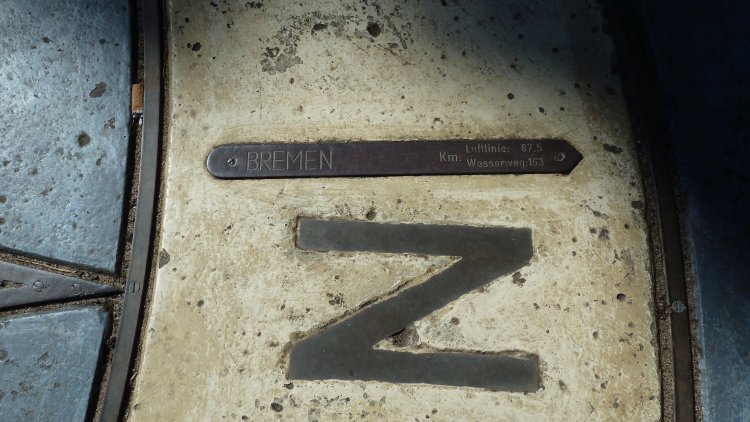 BREMEN
Km: Luftlinie: 87,5
Wasserweg:163
N